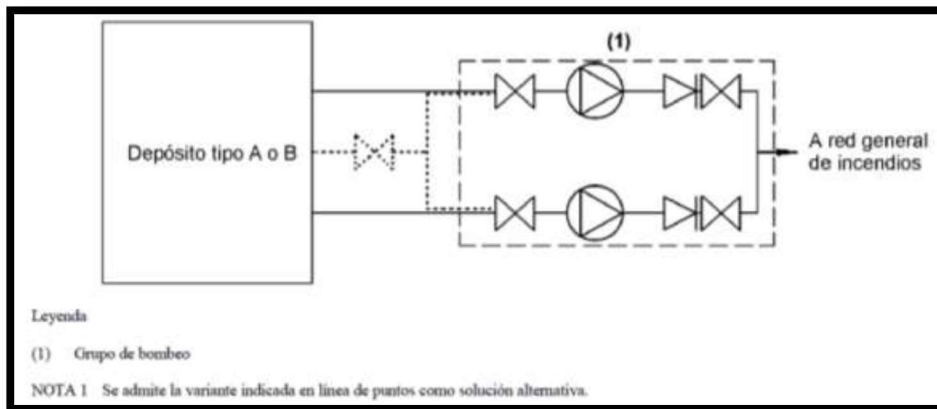 (1)
Depósito tipo A o B
A red general
de incendios
Leyenda
(1) Grupo de bombeo
NOTA 1 Se admite la variante indicada en línea de puntos como solución alternativa.